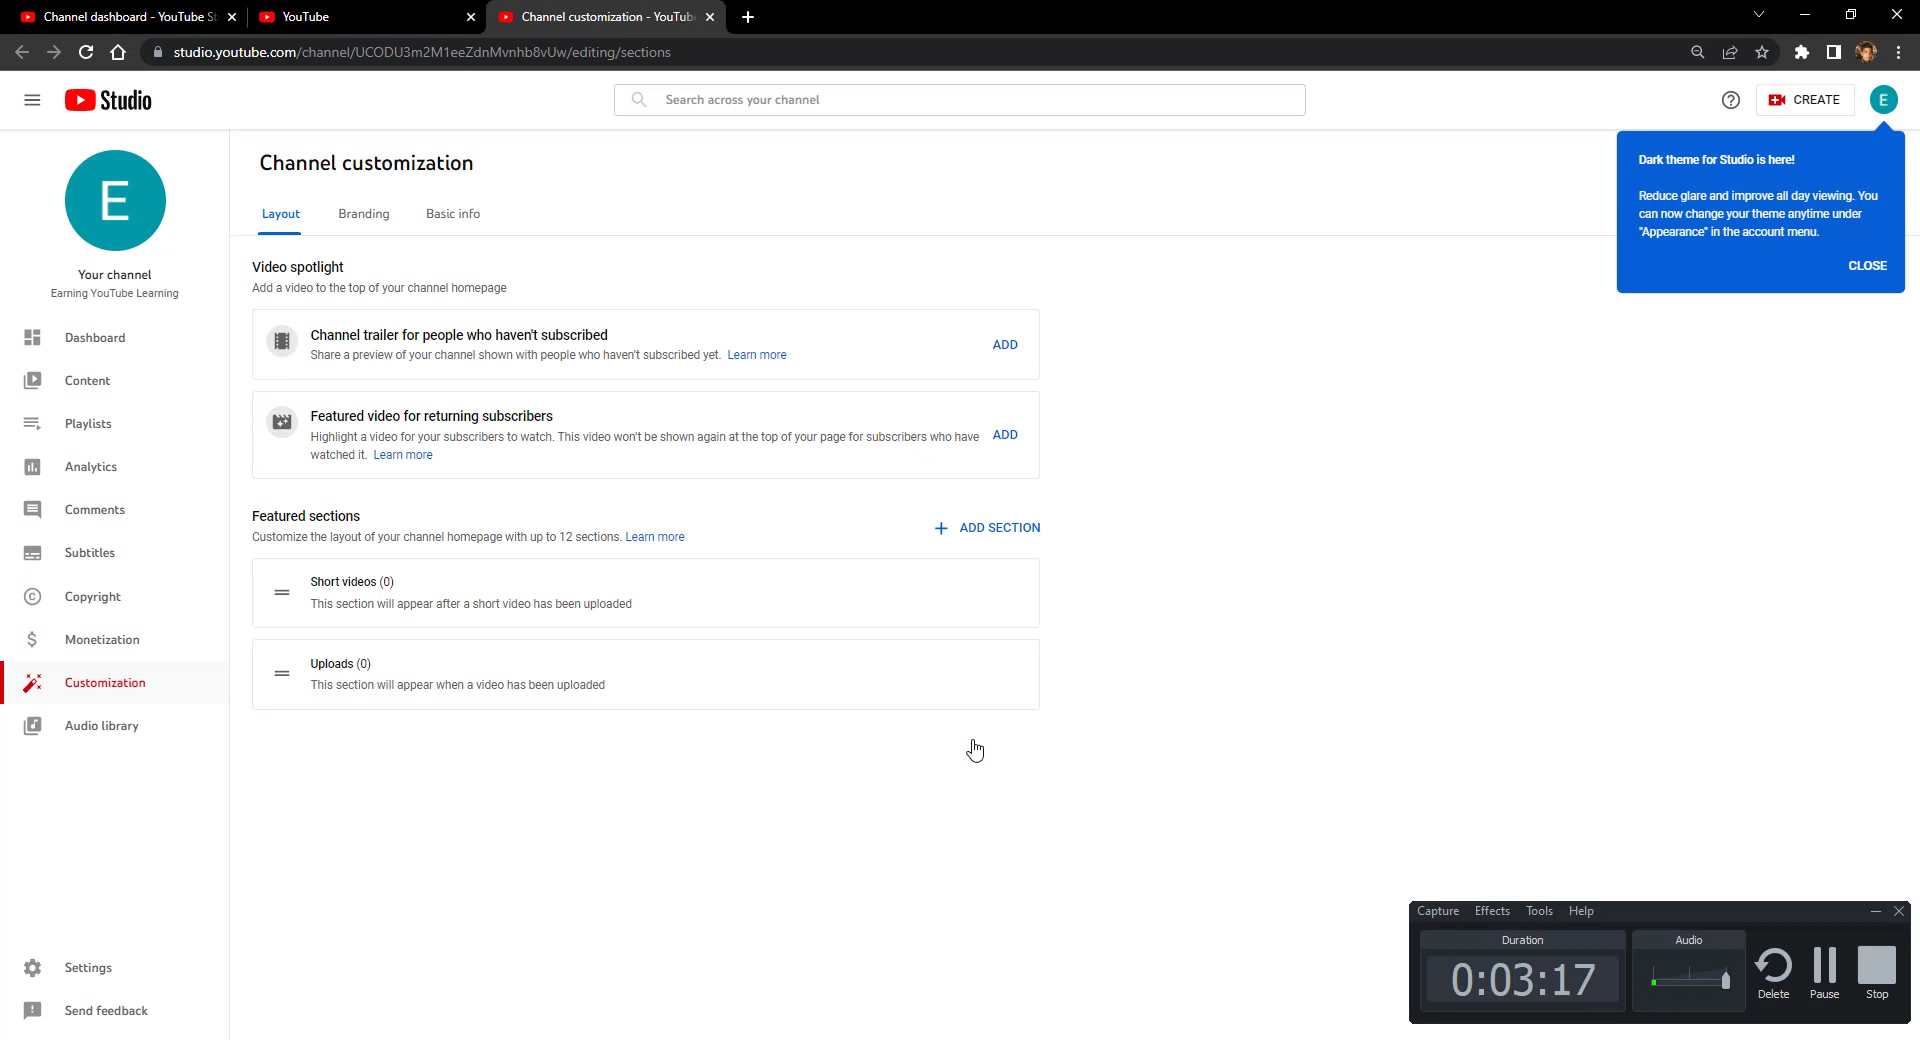 Channel dashboard - YouTube St
YouTube
Channel customization - YouTub
studio.youtube.com/channel/UCODU3m2M1eeZdnMvnhb8vUw/editing/sections
Studio
Search across your channel
CREATE
E
Dark theme for Studio is here!
Reduce glare and improve all day viewing. You
can now change your theme anytime under
"Appearance" in the account menu.
CLOSE
E
Your channel
Earning YouTube Learning
Dashboard
Content
Playlists
Analytics
Comments
Subtitles
Copyright
Monetization
Customization
Audio library
Settings
Send feedback
Channel customization
Layout
Branding
Basic info
Video spotlight
Add a video to the top of your channel homepage
Channel trailer for people who haven't subscribed
Share a preview of your channel shown with people who haven't subscribed yet. Learn more
ADD
Featured video for returning subscribers
Highlight a video for your subscribers to watch. This video won't be shown again at the top of your page for subscribers who have
watched it. Learn more
ADD
Featured sections
Customize the layout of your channel homepage with up to 12 sections. Learn more
ADD SECTION
Short videos (0)
This section will appear after a short video has been uploaded
Uploads (0)
This section will appear when a video has been uploaded
Capture Effects Tools Help
Duration
0:03:17
Audio
Delete
Pause
Stop